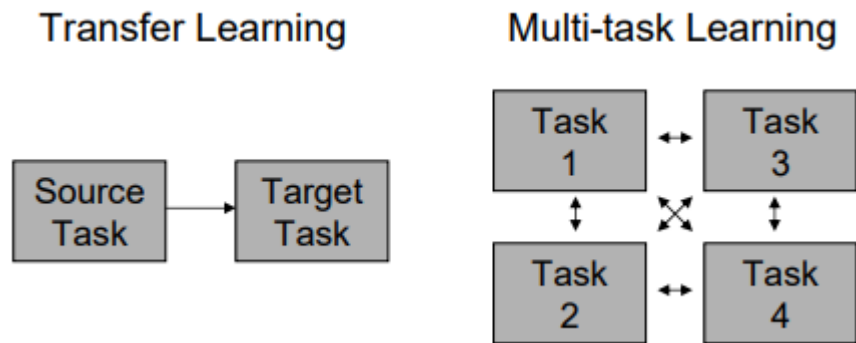 Transfer Learning
Multi-task Learning
Source
Task
Target
Task
Task
1
Task
3
Task
2
Task
4